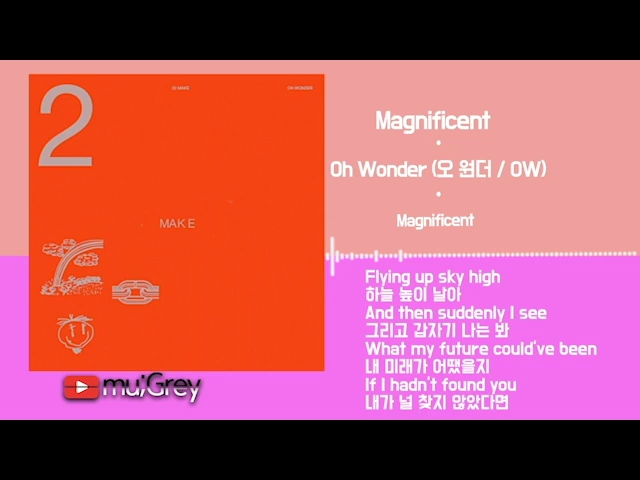 2
22 MAKE
OH WONDER
MAKE
Magnificent
Oh Wonder (오 원더 / OW)
Magnificent
Flying up sky high
하늘 높이 날아
And then suddenly I see
그리고 갑자기 나는 봐
What my future could've been
내 미래가 어땠을지
If I hadn't found you
내가 널 찾지 않았다면
mu;Grey